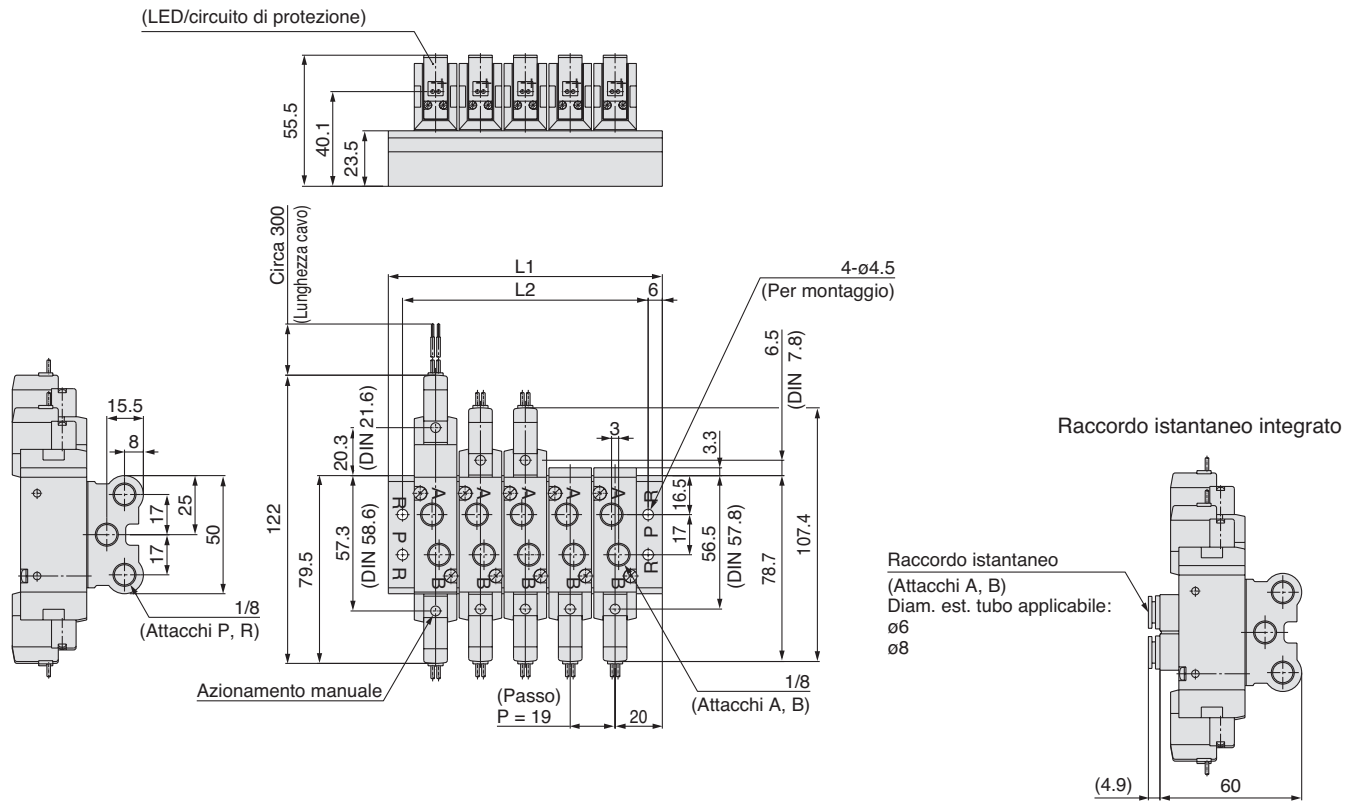 (LED/circuito di protezione)
55.5
40.1
23.5
Circa 300
(Lunghezza cavo)
L1
L2
6
4-ø4.5
(Per montaggio)
6.5
(DIN 7.8)
15.5
8
17
17
25
50
1/8
(Attacchi P, R)
122
79.5
20.3
(DIN 21.6)
57.3
(DIN 58.6)
R
P
R
A
A
A
A
A
B
B
B
B
B
R
P
R
3
3.3
16.5
17
56.5
(DIN 57.8)
78.7
107.4
Azionamento manuale
(Passo)
P = 19
20
1/8
(Attacchi A, B)
Raccordo istantaneo integrato
Raccordo istantaneo
(Attacchi A, B)
Diam. est. tubo applicabile:
ø6
ø8
(4.9)
60